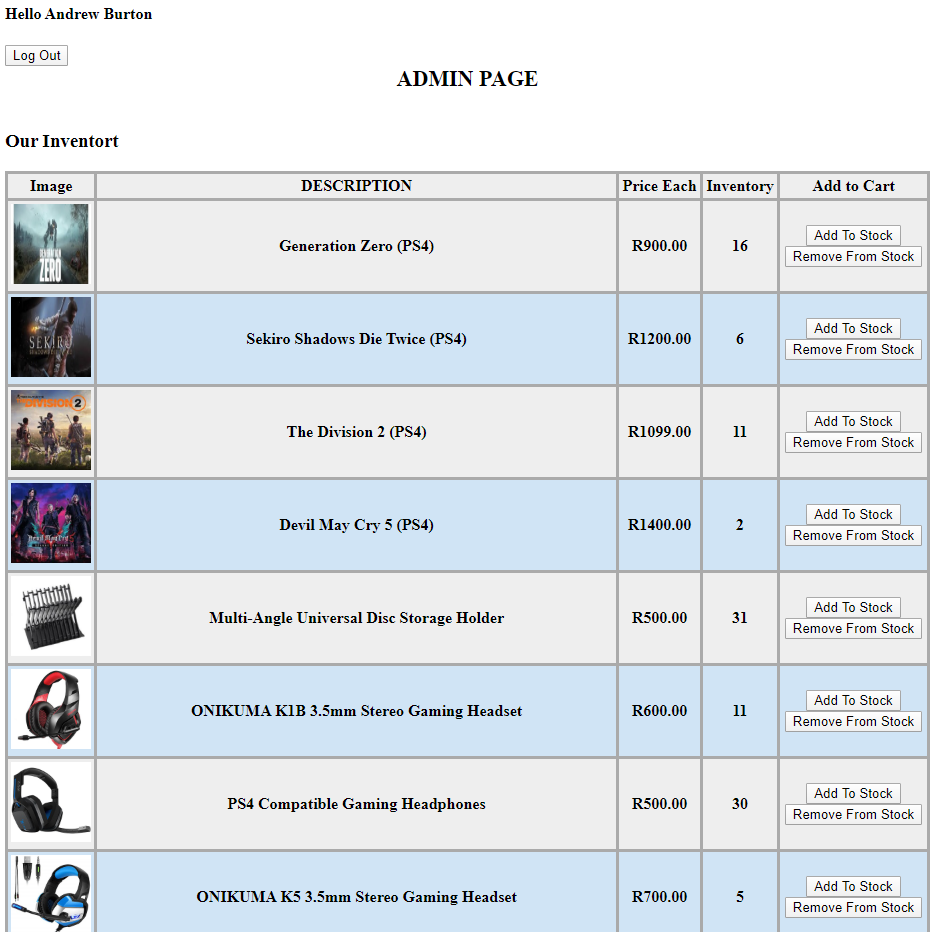 Hello Andrew Burton
Log Out
ADMIN PAGE
Our Inventort
Image DESCRIPTION Price Each Inventory Add to Cart
GENERATION ZERO
Generation Zero (PS4) R900.00 16
Add To Stock
Remove From Stock
SEKIRO
SHADOWS DIE TWICE
Sekiro Shadows Die Twice (PS4) R1200.00 6
Add To Stock
Remove From Stock
DIVISION 2
The Division 2 (PS4) R1099.00 11
Add To Stock
Remove From Stock
Devil May Cry 5
Devil May Cry 5 (PS4) R1400.00 2
Add To Stock
Remove From Stock
Multi-Angle Universal Disc Storage Holder R500.00 31
Add To Stock
Remove From Stock
ONIKUMA K1B 3.5mm Stereo Gaming Headset R600.00 11
Add To Stock
Remove From Stock
PS4 Compatible Gaming Headphones R500.00 30
Add To Stock
Remove From Stock
ONIKUMA K5 3.5mm Stereo Gaming Headset R700.00 5
Add To Stock
Remove From Stock